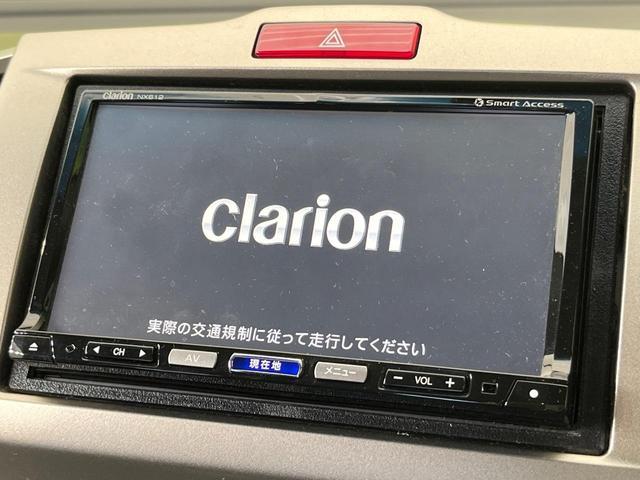 clarion NX612
Smart Access
clarion
実際の交通規制に従って走行してください
CH
AV
現在地
メニュー
VOL